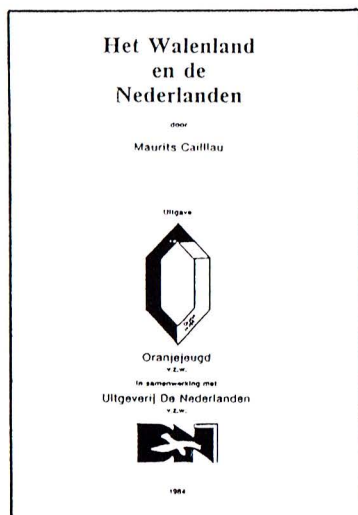 Het Walenland
en de
Nederlanden
door
Maurits Cailliau
Uitgave
Oranjejeugd
v.z.w.
In samenwerking met
Uitgeverij De Nederlanden
v.z.w.
1984